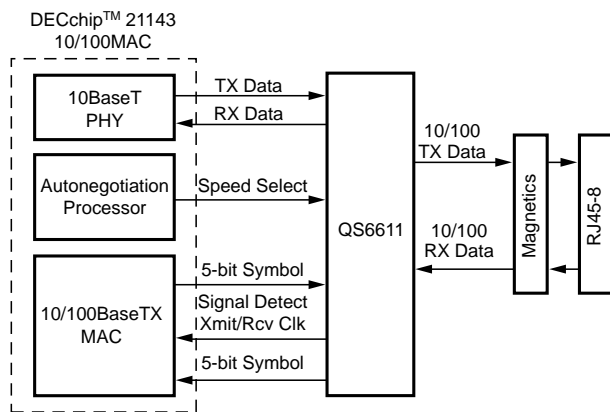 DECchip™ 21143
10/100MAC
10BaseT
PHY
TX Data
RX Data
Autonegotiation
Processor
Speed Select
10/100BaseTX
MAC
5-bit Symbol
Signal Detect
Xmit/Rcv Clk
5-bit Symbol
QS6611
10/100
TX Data
10/100
RX Data
Magnetics
RJ45-8